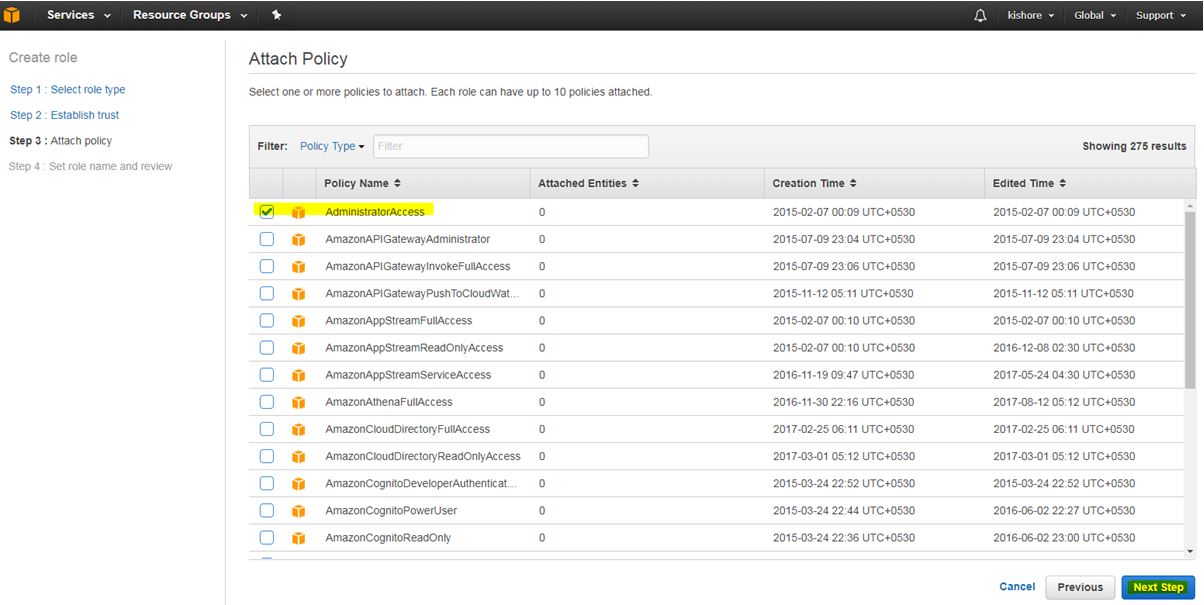 Services Resource Groups kishore Global Support
Create role
Step 1 : Select role type
Step 2 : Establish trust
Step 3 : Attach policy
Step 4 : Set role name and review
Attach Policy
Select one or more policies to attach. Each role can have up to 10 policies attached.
Filter: Policy Type Filter Showing 275 results
Policy Name Attached Entities Creation Time Edited Time
AdministratorAccess 0 2015-02-07 00:09 UTC+0530 2015-02-07 00:09 UTC+0530
AmazonAPIGatewayAdministrator 0 2015-07-09 23:04 UTC+0530 2015-07-09 23:04 UTC+0530
AmazonAPIGatewayInvokeFullAccess 0 2015-07-09 23:06 UTC+0530 2015-07-09 23:06 UTC+0530
AmazonAPIGatewayPushToCloudWat... 0 2015-11-12 05:11 UTC+0530 2015-11-12 05:11 UTC+0530
AmazonAppStreamFullAccess 0 2015-02-07 00:10 UTC+0530 2015-02-07 00:10 UTC+0530
AmazonAppStreamReadOnlyAccess 0 2015-02-07 00:10 UTC+0530 2016-12-08 02:30 UTC+0530
AmazonAppStreamServiceAccess 0 2016-11-19 09:47 UTC+0530 2017-05-24 04:30 UTC+0530
AmazonAthenaFullAccess 0 2016-11-30 22:16 UTC+0530 2017-08-12 05:12 UTC+0530
AmazonCloudDirectoryFullAccess 0 2017-02-25 06:11 UTC+0530 2017-02-25 06:11 UTC+0530
AmazonCloudDirectoryReadOnlyAccess 0 2017-03-01 05:12 UTC+0530 2017-03-01 05:12 UTC+0530
AmazonCognitoDeveloperAuthenticat... 0 2015-03-24 22:52 UTC+0530 2015-03-24 22:52 UTC+0530
AmazonCognitoPowerUser 0 2015-03-24 22:44 UTC+0530 2016-06-02 22:27 UTC+0530
AmazonCognitoReadOnly 0 2015-03-24 22:36 UTC+0530 2016-06-02 23:00 UTC+0530
Cancel Previous Next Step